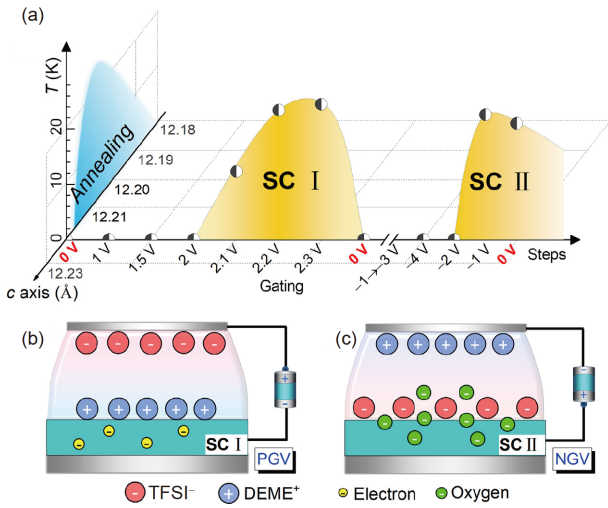 (a)
T (K)
20
10
0
Annealing
12.18
12.19
12.20
12.21
12.23
c axis (Å)
SC I
SC II
0 V
1 V
1.5 V
2 V
2.1 V
2.2 V
2.3 V
0 V
−1→−3 V
−4 V
−2 V
−1 V
0 V
Steps
Gating
(b)
SC I
PGV
(c)
SC II
NGV
TFSI⁻
DEME⁺
Electron
Oxygen